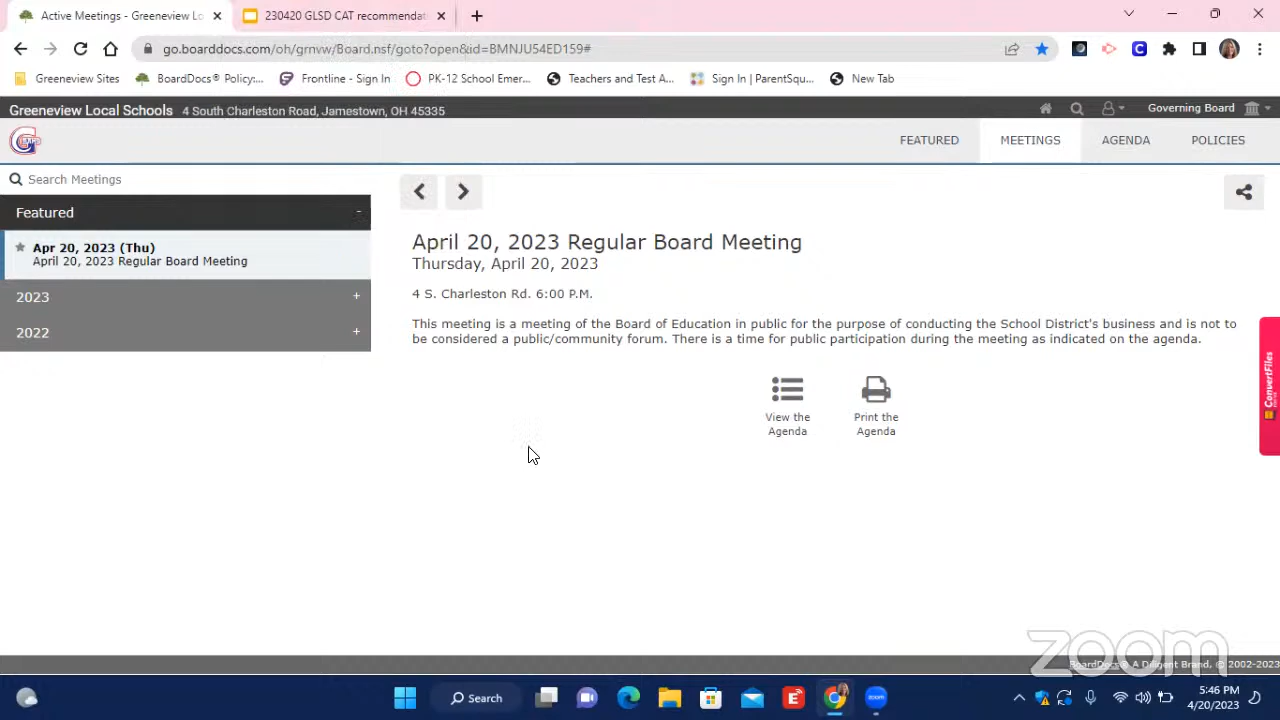 Active Meetings - Greeneview Lo
230420 GLSD CAT recommendat
go.boarddocs.com/oh/grnvw/Board.nsf/goto?open&id=BMNJU54ED159#
Greeneview Sites
BoardDocs® Policy:...
Frontline - Sign In
PK-12 School Emer...
Teachers and Test A...
Sign In | ParentSqu...
New Tab
Greeneview Local Schools 4 South Charleston Road, Jamestown, OH 45335
Governing Board
FEATURED
MEETINGS
AGENDA
POLICIES
Search Meetings
Featured
Apr 20, 2023 (Thu)
April 20, 2023 Regular Board Meeting
2023
2022
April 20, 2023 Regular Board Meeting
Thursday, April 20, 2023
4 S. Charleston Rd. 6:00 P.M.
This meeting is a meeting of the Board of Education in public for the purpose of conducting the School District's business and is not to
be considered a public/community forum. There is a time for public participation during the meeting as indicated on the agenda.
View the
Agenda
Print the
Agenda
ConvertFiles
zoom
BoardDocs® A Diligent Brand, © 2002-2023
Search
zoom
5:46 PM
4/20/2023